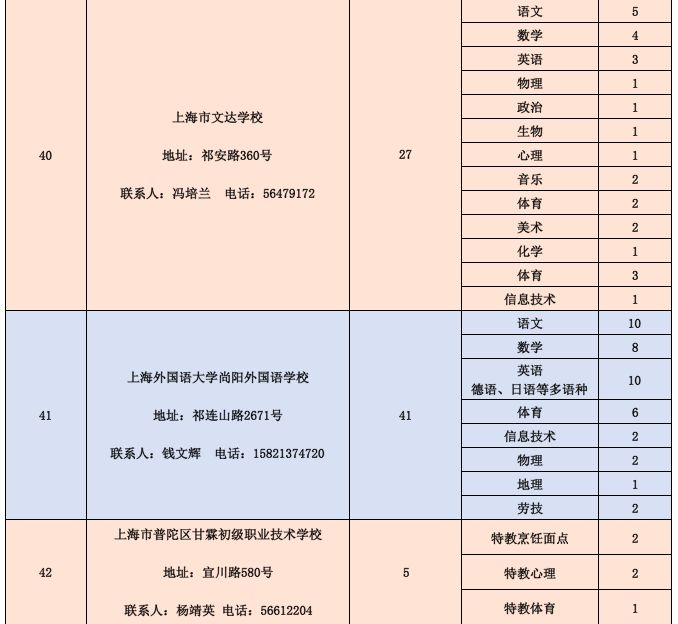 40
上海市文达学校
地址：祁安路360号
联系人：冯培兰 电话：56479172
27
语文 5
数学 4
英语 3
物理 1
政治 1
生物 1
心理 1
音乐 2
体育 2
美术 2
化学 1
体育 3
信息技术 1
41
上海外国语大学尚阳外国语学校
地址：祁连山路2671号
联系人：钱文辉 电话：15821374720
41
语文 10
数学 8
英语
德语、日语等多语种 10
体育 6
信息技术 2
物理 2
地理 1
劳技 2
42
上海市普陀区甘霖初级职业技术学校
地址：宜川路580号
联系人：杨靖英 电话：56612204
5
特教烹饪面点 2
特教心理 2
特教体育 1